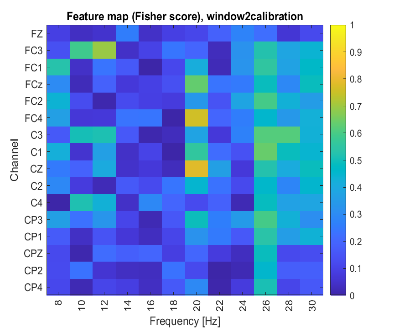 Feature map (Fisher score), window2calibration
Channel
FZ
FC3
FC1
FCz
FC2
FC4
C3
C1
CZ
C2
C4
CP3
CP1
CPZ
CP2
CP4
8 10 12 14 16 18 20 22 24 26 28 30
Frequency [Hz]
1
0.9
0.8
0.7
0.6
0.5
0.4
0.3
0.2
0.1
0